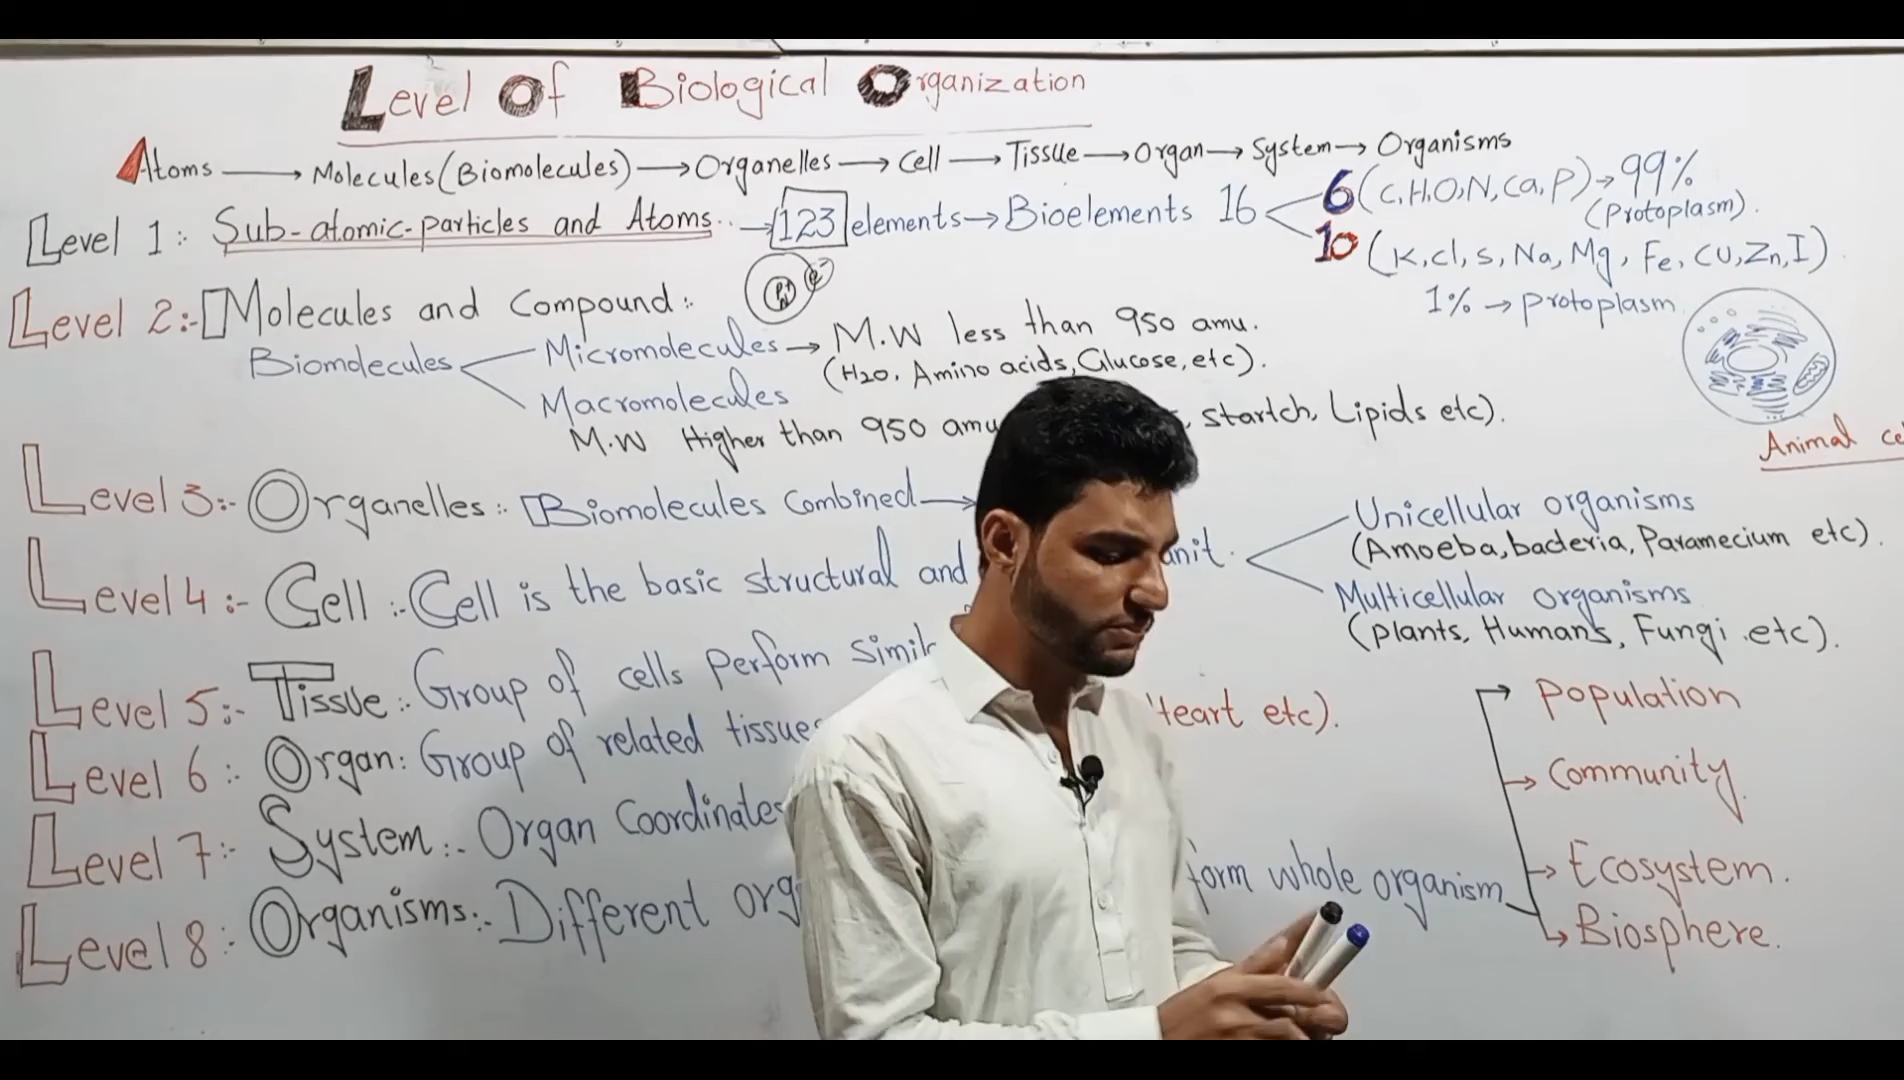 Level Of Biological Organization
Atoms → Molecules (Biomolecules) → Organelles → Cell → Tissue → Organ → System → Organisms
Level 1:- Sub-atomic-particles and Atoms.. → 123 elements → Bioelements 16
6 (C, H, O, N, Ca, P) → 99%
(Protoplasm).
10 (K, Cl, S, Na, Mg, Fe, CU, Zn, I)
1% → protoplasm
Level 2:- Molecules and Compound:-
P+
e-
Biomolecules
Micromolecules → M.W less than 950 amu.
(H2O, Amino acids, Glucose, etc).
Macromolecules
M.W Higher than 950 amu
, startch, Lipids etc).
Animal
Level 3:- Organelles:- Biomolecules Combined →
Level 4:- Cell:- Cell is the basic structural and unit.
Unicellular organisms
(Amoeba, bacteria, Paramecium etc).
Multicellular organisms
(plants, Humans, Fungi etc).
Level 5:- Tissue:- Group of cells perform
Level 6:- Organ: Group of related tissues
Heart etc).
Level 7:- System:- Organ Coordinates
Level 8:- Organisms:- Different
form whole organism
Population
Community
Ecosystem.
Biosphere.